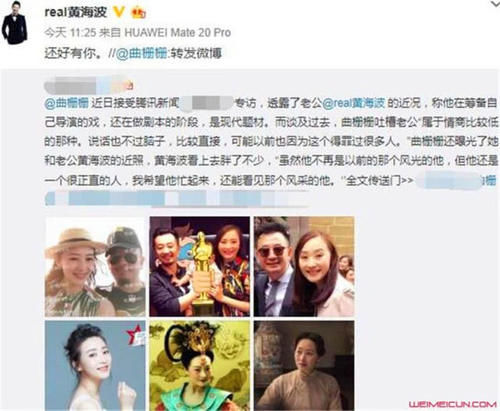 real黄海波
今天 11:25 来自 HUAWEI Mate 20 Pro
还好有你。//@曲栅栅:转发微博
@曲栅栅 近日接受腾讯新闻 专访，透露了老公@real黄海波 的近况，称他在筹备自
己导演的戏，还在做剧本的阶段，是现代题材。而谈及过去，曲栅栅吐槽老公“属于情商比较低
的那种。说话也不过脑子，比较直接，可能以前也因为这个得罪过很多人。”曲栅栅还曝光了她
和老公黄海波的近照，黄海波看上去胖了不少，“虽然他不再是以前的那个风光的他，但他还是
一个很正直的人，我希望他忙起来，还能看见那个风采的他。”全文传送门>>
栅
WEIMEICUN.COM